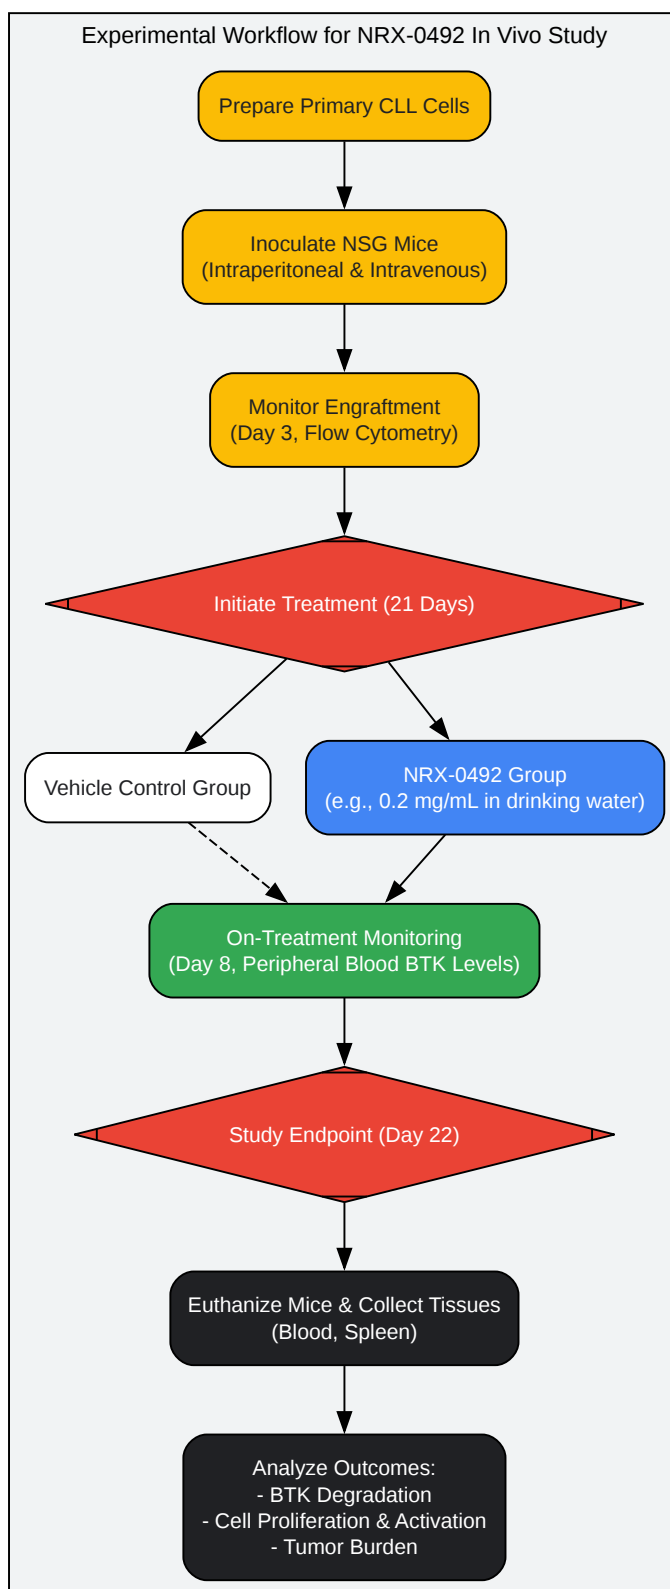 Experimental Workflow for NRX-0492 In Vivo Study
Prepare Primary CLL Cells
Inoculate NSG Mice
(Intraperitoneal & Intravenous)
Monitor Engraftment
(Day 3, Flow Cytometry)
Initiate Treatment (21 Days)
Vehicle Control Group
NRX-0492 Group
(e.g., 0.2 mg/mL in drinking water)
On-Treatment Monitoring
(Day 8, Peripheral Blood BTK Levels)
Study Endpoint (Day 22)
Euthanize Mice & Collect Tissues
(Blood, Spleen)
Analyze Outcomes:
- BTK Degradation
- Cell Proliferation & Activation
- Tumor Burden